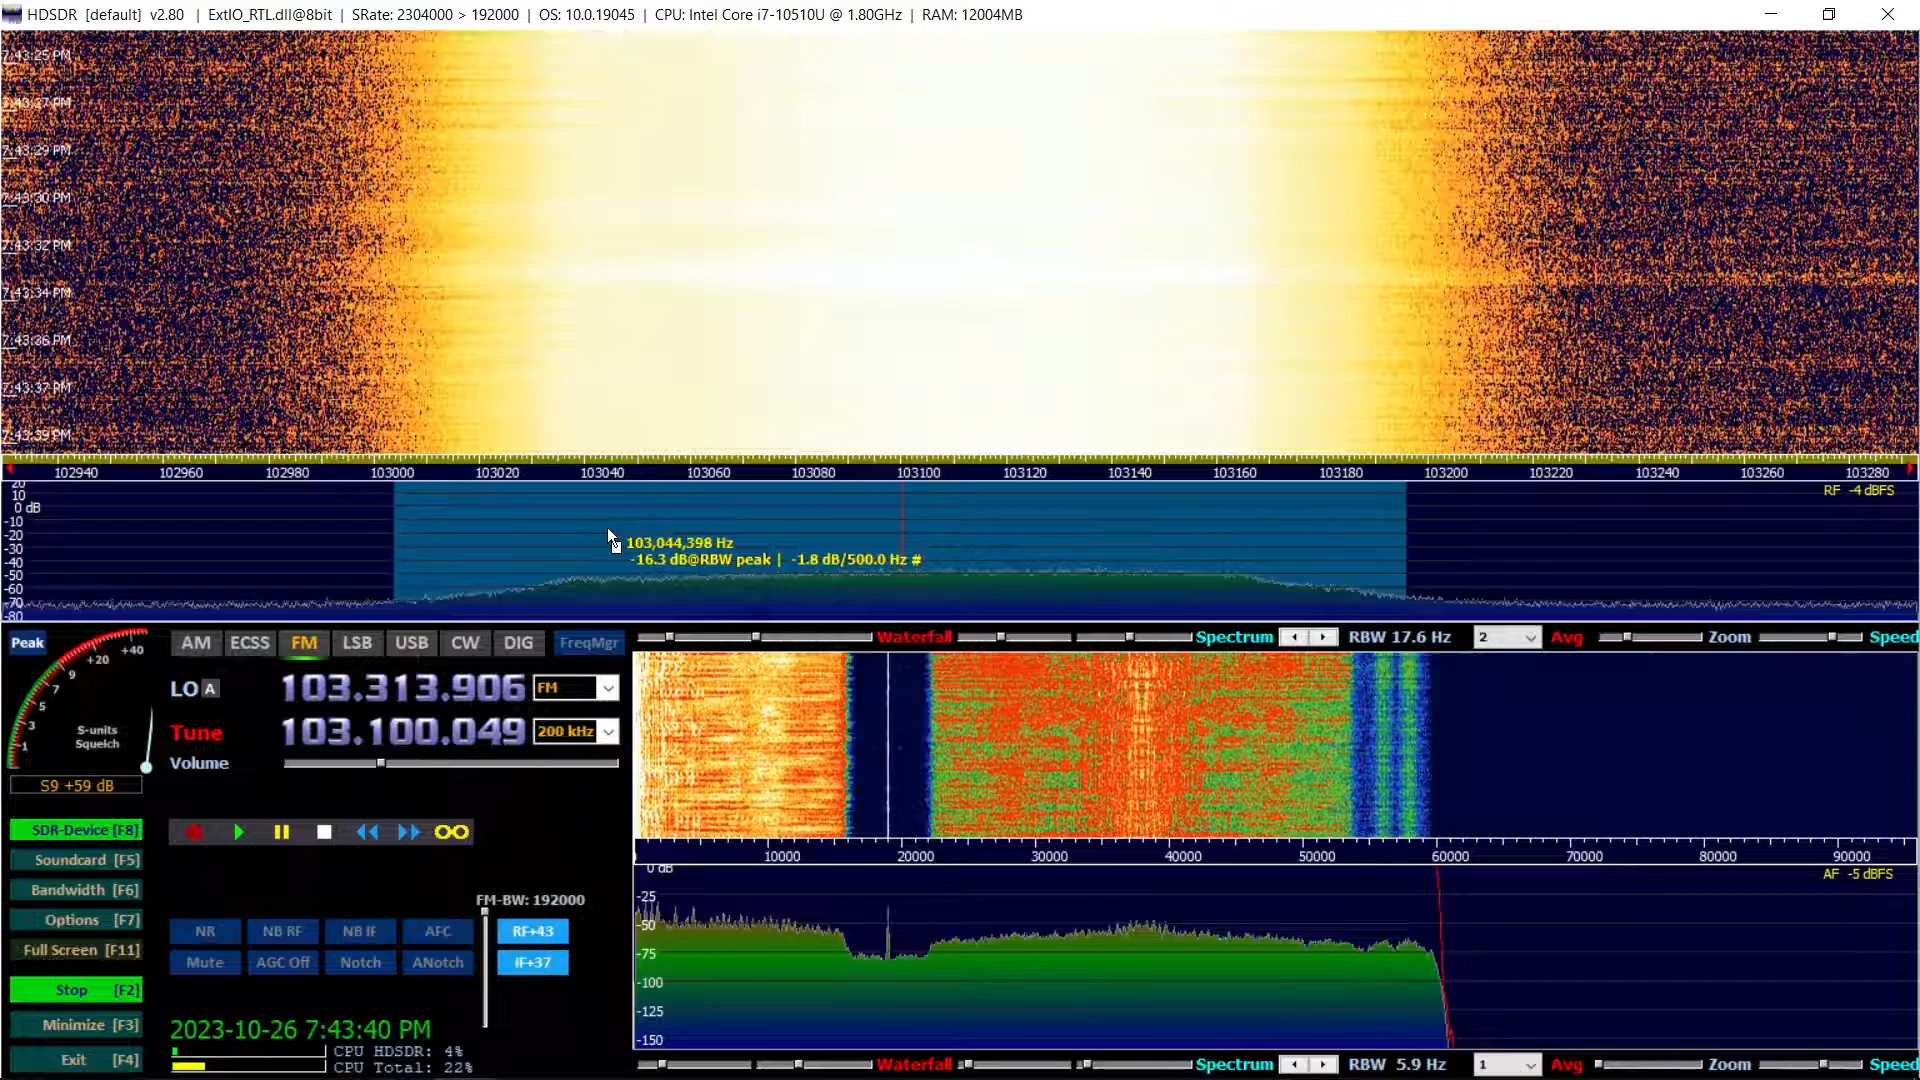 HDSDR [default] v2.80 | ExtIO_RTL.dll@8bit | SRate: 2304000 > 192000 | OS: 10.0.19045 | CPU: Intel Core i7-10510U @ 1.80GHz | RAM: 12004MB
7:43:25 PM
7:43:27 PM
7:43:29 PM
7:43:30 PM
7:43:32 PM
7:43:34 PM
7:43:36 PM
7:43:37 PM
7:43:39 PM
102940 102960 102980 103000 103020 103040 103060 103080 103100 103120 103140 103160 103180 103200 103220 103240 103260 103280
20
10
0 dB
-10
-20
-30
-40
-50
-60
-70
-80
RF -4 dBFS
103,044,398 Hz
-16.3 dB@RBW peak | -1.8 dB/500.0 Hz #
Peak
1 3 5 7 9 +20 +40
S-units
Squelch
S9 +59 dB
AM ECSS FM LSB USB CW DIG FreqMgr
Waterfall Spectrum RBW 17.6 Hz 2 Avg Zoom Speed
LO A 103.313.906 FM
Tune 103.100.049 200 kHz
Volume
SDR-Device [F8]
Soundcard [F5]
Bandwidth [F6]
Options [F7]
Full Screen [F11]
Stop [F2]
Minimize [F3]
Exit [F4]
FM-BW: 192000
NR NB RF NB IF AFC RF+43
Mute AGC Off Notch ANotch IF+37
2023-10-26 7:43:40 PM
CPU HDSDR: 4%
CPU Total: 22%
10000 20000 30000 40000 50000 60000 70000 80000 90000
0 dB
-25
-50
-75
-100
-125
-150
AF -5 dBFS
Waterfall Spectrum RBW 5.9 Hz 1 Avg Zoom Speed